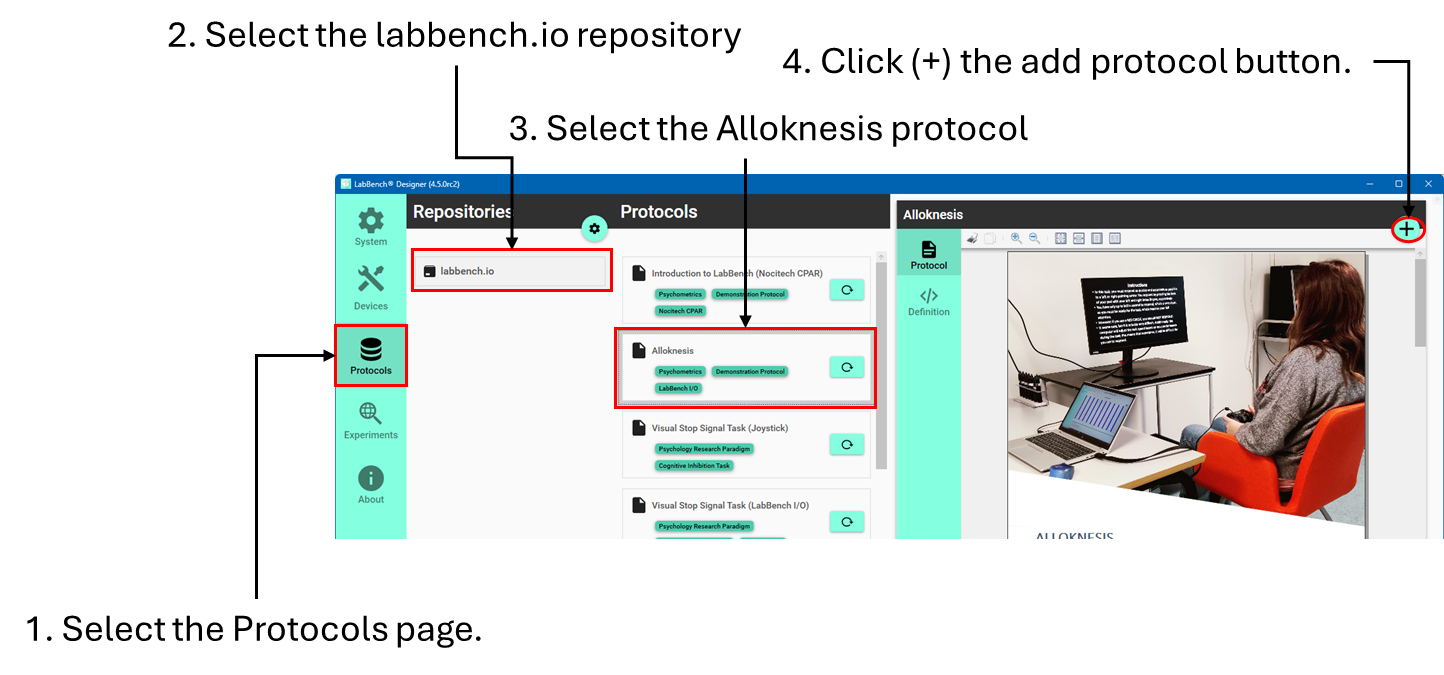 2. Select the labbench.io repository
4. Click (+) the add protocol button.
3. Select the Alloknesis protocol
LabBench® Designer (4.5.0rc2)
System
Devices
Protocols
Experiments
About
Repositories
labbench.io
Protocols
Introduction to LabBench (Nocitech CPAR)
Psychometrics
Demonstration Protocol
Nocitech CPAR
Alloknesis
Psychometrics
Demonstration Protocol
LabBench I/O
Visual Stop Signal Task (Joystick)
Psychology Research Paradigm
Cognitive Inhibition Task
Visual Stop Signal Task (LabBench I/O)
Psychology Research Paradigm
Alloknesis
Protocol
Definition
Instructions
ALLOKNESIS
1. Select the Protocols page.